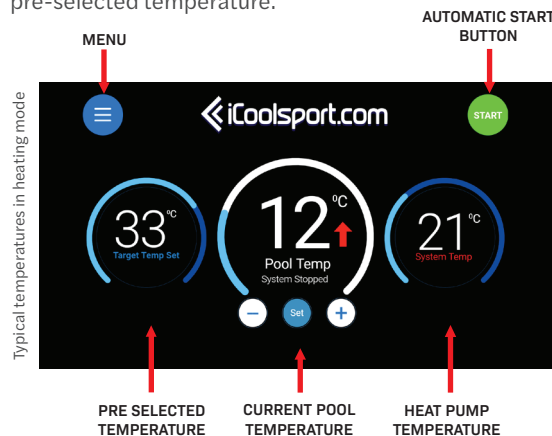 pre-selected temperature.
AUTOMATIC START
BUTTON
MENU
Typical temperatures in heating mode
iCoolsport.com
START
33°C
Target Temp Set
12°C
Pool Temp
System Stopped
21°C
System Temp
− Set +
PRE SELECTED
TEMPERATURE
CURRENT POOL
TEMPERATURE
HEAT PUMP
TEMPERATURE